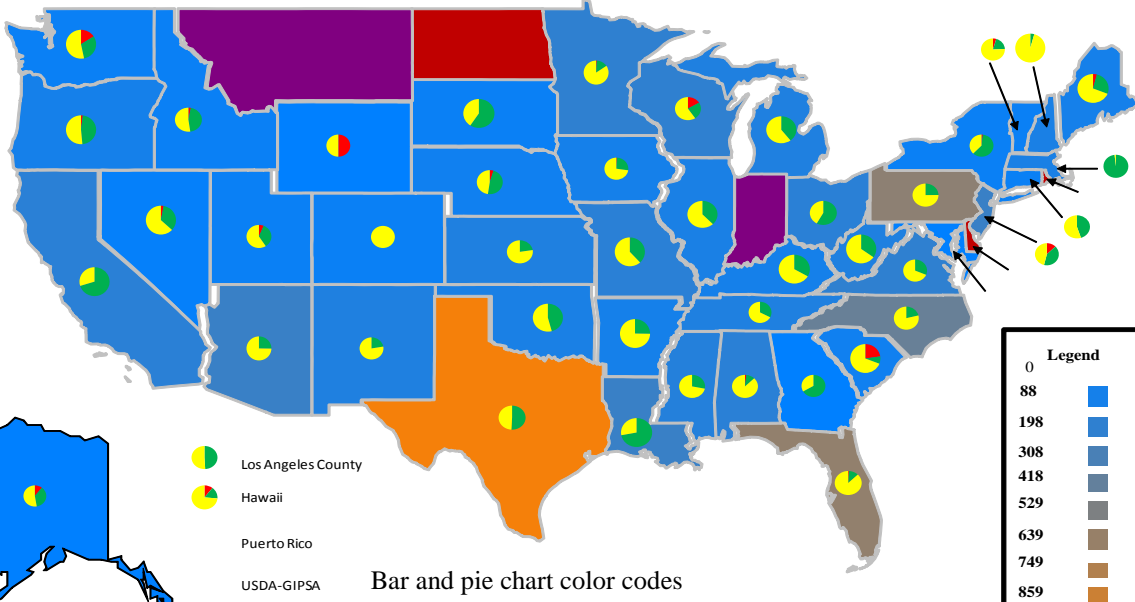 Legend
0
88
198
308
418
529
639
749
859
Los Angeles County
Hawaii
Puerto Rico
USDA-GIPSA
Bar and pie chart color codes